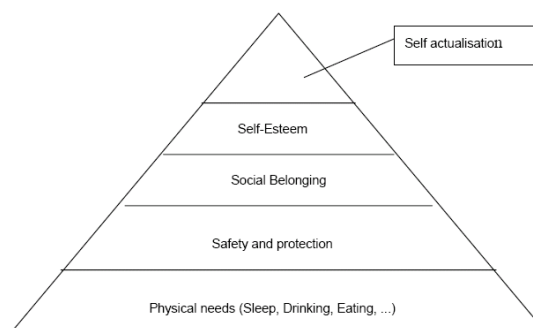 Self actualisation
Self-Esteem
Social Belonging
Safety and protection
Physical needs (Sleep, Drinking, Eating, ...)